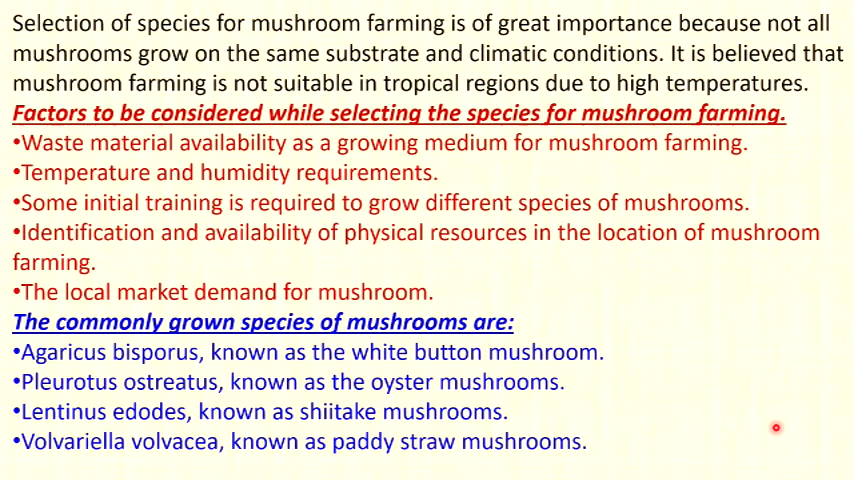 Selection of species for mushroom farming is of great importance because not all
mushrooms grow on the same substrate and climatic conditions. It is believed that
mushroom farming is not suitable in tropical regions due to high temperatures.
Factors to be considered while selecting the species for mushroom farming.
•Waste material availability as a growing medium for mushroom farming.
•Temperature and humidity requirements.
•Some initial training is required to grow different species of mushrooms.
•Identification and availability of physical resources in the location of mushroom
farming.
•The local market demand for mushroom.
The commonly grown species of mushrooms are:
•Agaricus bisporus, known as the white button mushroom.
•Pleurotus ostreatus, known as the oyster mushrooms.
•Lentinus edodes, known as shiitake mushrooms.
•Volvariella volvacea, known as paddy straw mushrooms.